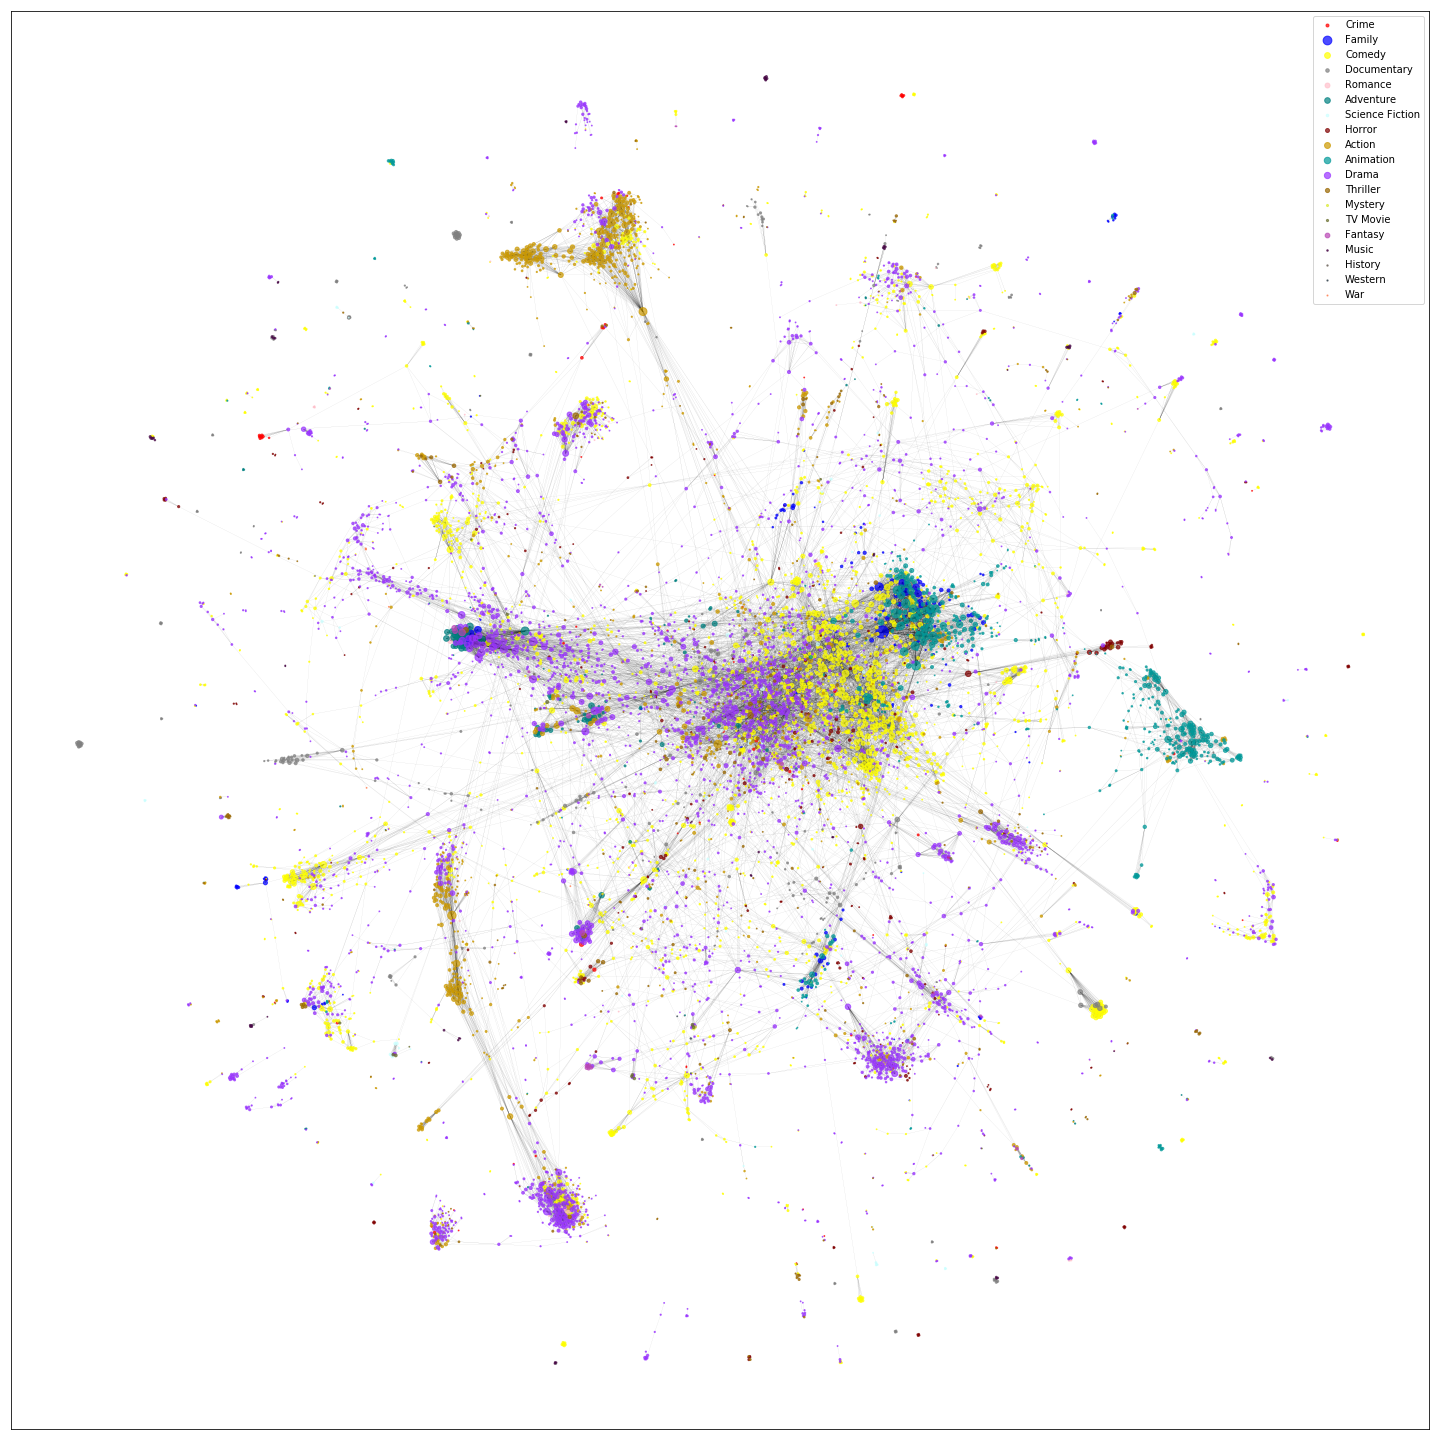 Crime
Family
Comedy
Documentary
Romance
Adventure
Science Fiction
Horror
Action
Animation
Drama
Thriller
Mystery
TV Movie
Fantasy
Music
History
Western
War